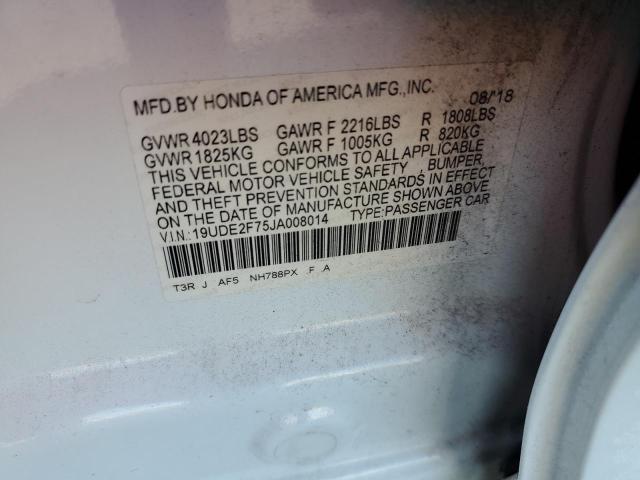 MFD.BY HONDA OF AMERICA MFG.,INC. 08/'18
GVWR 4023LBS GAWR F 2216LBS R 1808LBS
GVWR 1825KG GAWR F 1005KG R 820KG
THIS VEHICLE CONFORMS TO ALL APPLICABLE
FEDERAL MOTOR VEHICLE SAFETY , BUMPER,
AND THEFT PREVENTION STANDARDS IN EFFECT
ON THE DATE OF MANUFACTURE SHOWN ABOVE
V.I.N.:19UDE2F75JA008014 TYPE:PASSENGER CAR
T3R J AF5 NH788PX F A